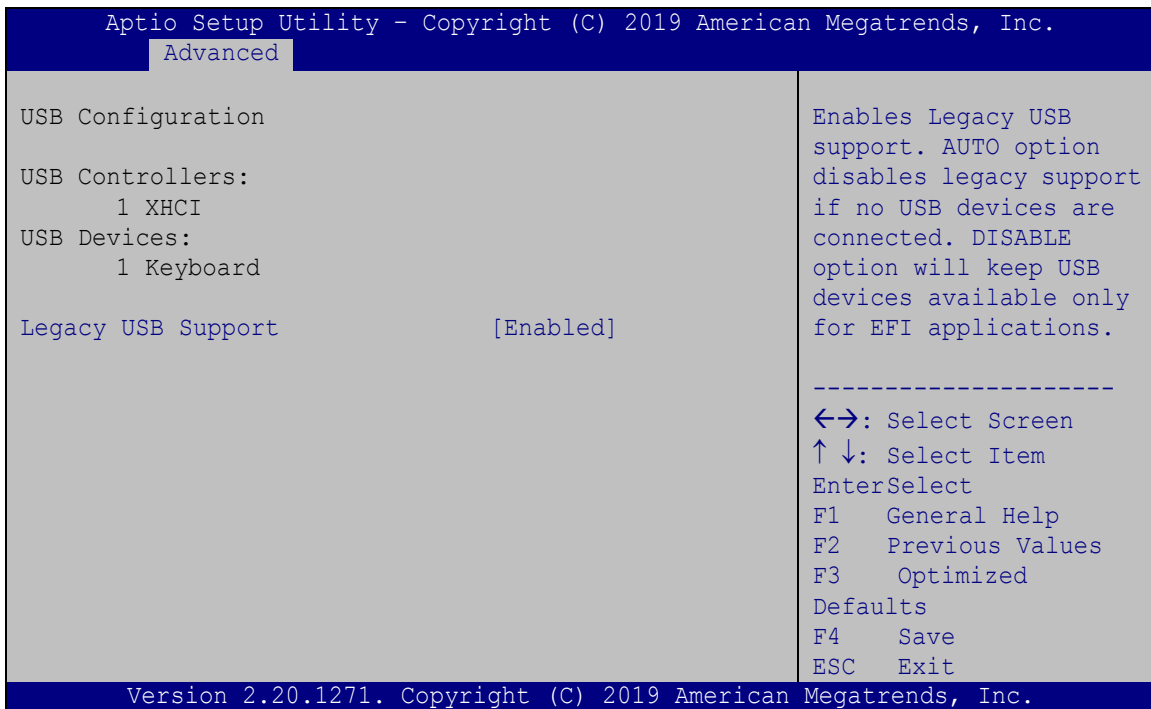 Aptio Setup Utility – Copyright (C) 2019 American Megatrends, Inc.
Advanced
USB Configuration
USB Controllers:
1 XHCI
USB Devices:
1 Keyboard
Legacy USB Support [Enabled]
Enables Legacy USB
support. AUTO option
disables legacy support
if no USB devices are
connected. DISABLE
option will keep USB
devices available only
for EFI applications.
---------------------
←→: Select Screen
↑ ↓: Select Item
EnterSelect
F1 General Help
F2 Previous Values
F3 Optimized
Defaults
F4 Save
ESC Exit
Version 2.20.1271. Copyright (C) 2019 American Megatrends, Inc.